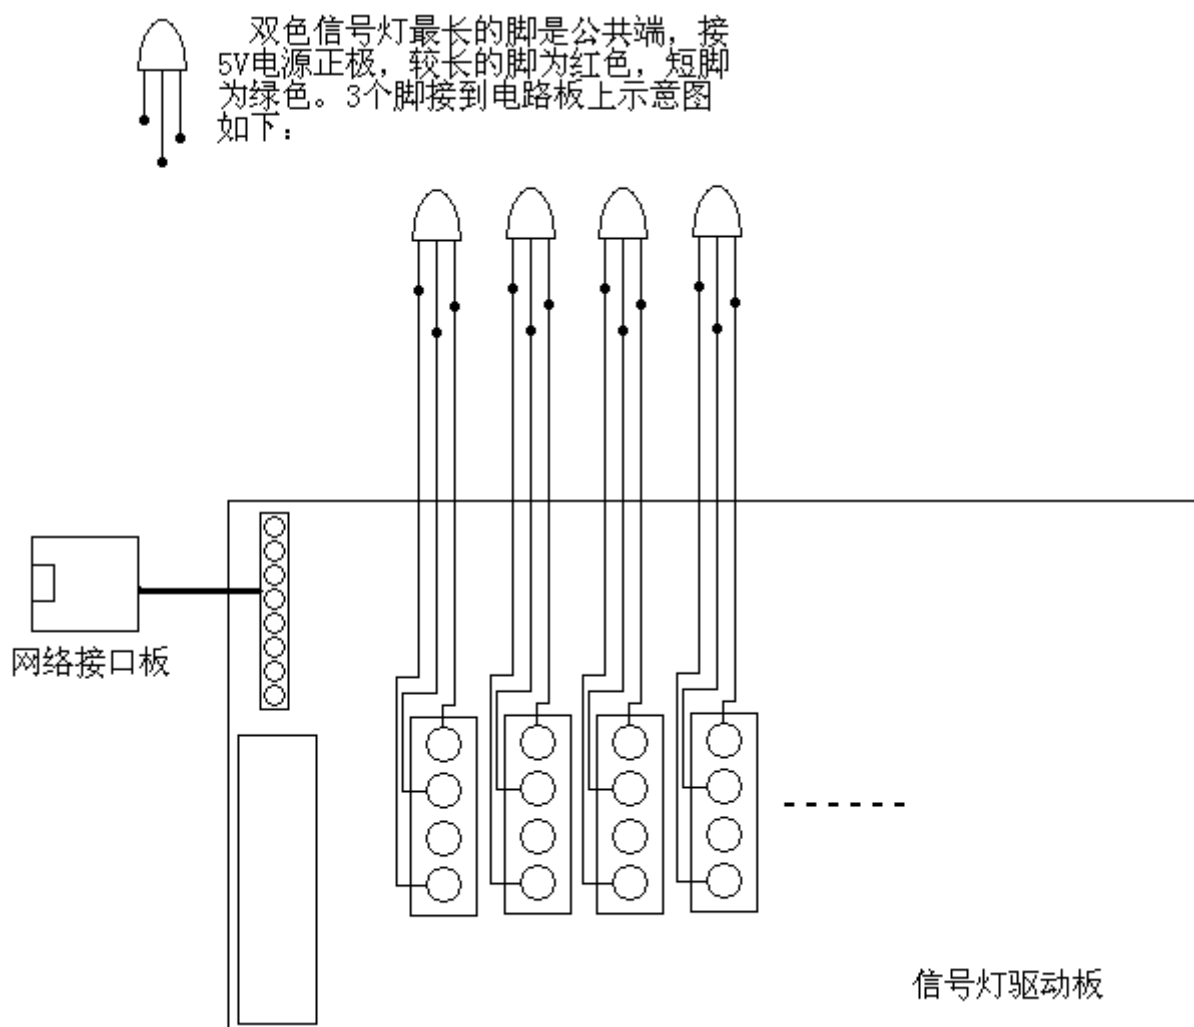 双色信号灯最长的脚是公共端，接
5V电源正极，较长的脚为红色，短脚
为绿色。3个脚接到电路板上示意图
如下：
网络接口板
信号灯驱动板